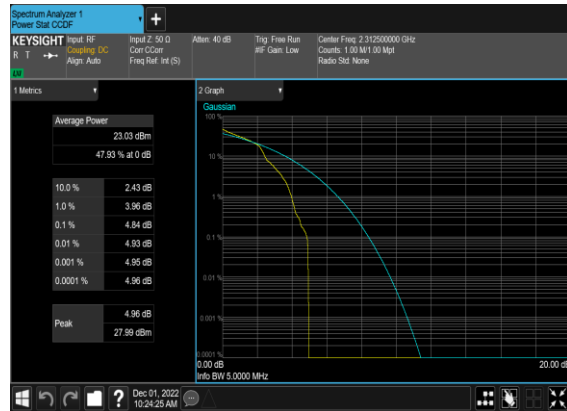 Spectrum Analyzer 1
Power Stat CCDF
KEYSIGHT
R T
LV
Input: RF
Coupling: DC
Align: Auto
Input Z: 50 Ω
Corr CCorr
Freq Ref: Int (S)
Atten: 40 dB
Trig: Free Run
#IF Gain: Low
Center Freq: 2.312500000 GHz
Counts: 1.00 M/1.00 Mpt
Radio Std: None
1 Metrics
Average Power
23.03 dBm
47.93 % at 0 dB
10.0 % 2.43 dB
1.0 % 3.96 dB
0.1 % 4.84 dB
0.01 % 4.93 dB
0.001 % 4.95 dB
0.0001 % 4.96 dB
Peak
4.96 dB
27.99 dBm
2 Graph
Gaussian
100 %
10 %
1 %
0.1 %
0.01 %
0.001 %
0.0001 %
0.00 dB
20.00 dB
Info BW 5.0000 MHz
?
Dec 01, 2022
10:24:25 AM